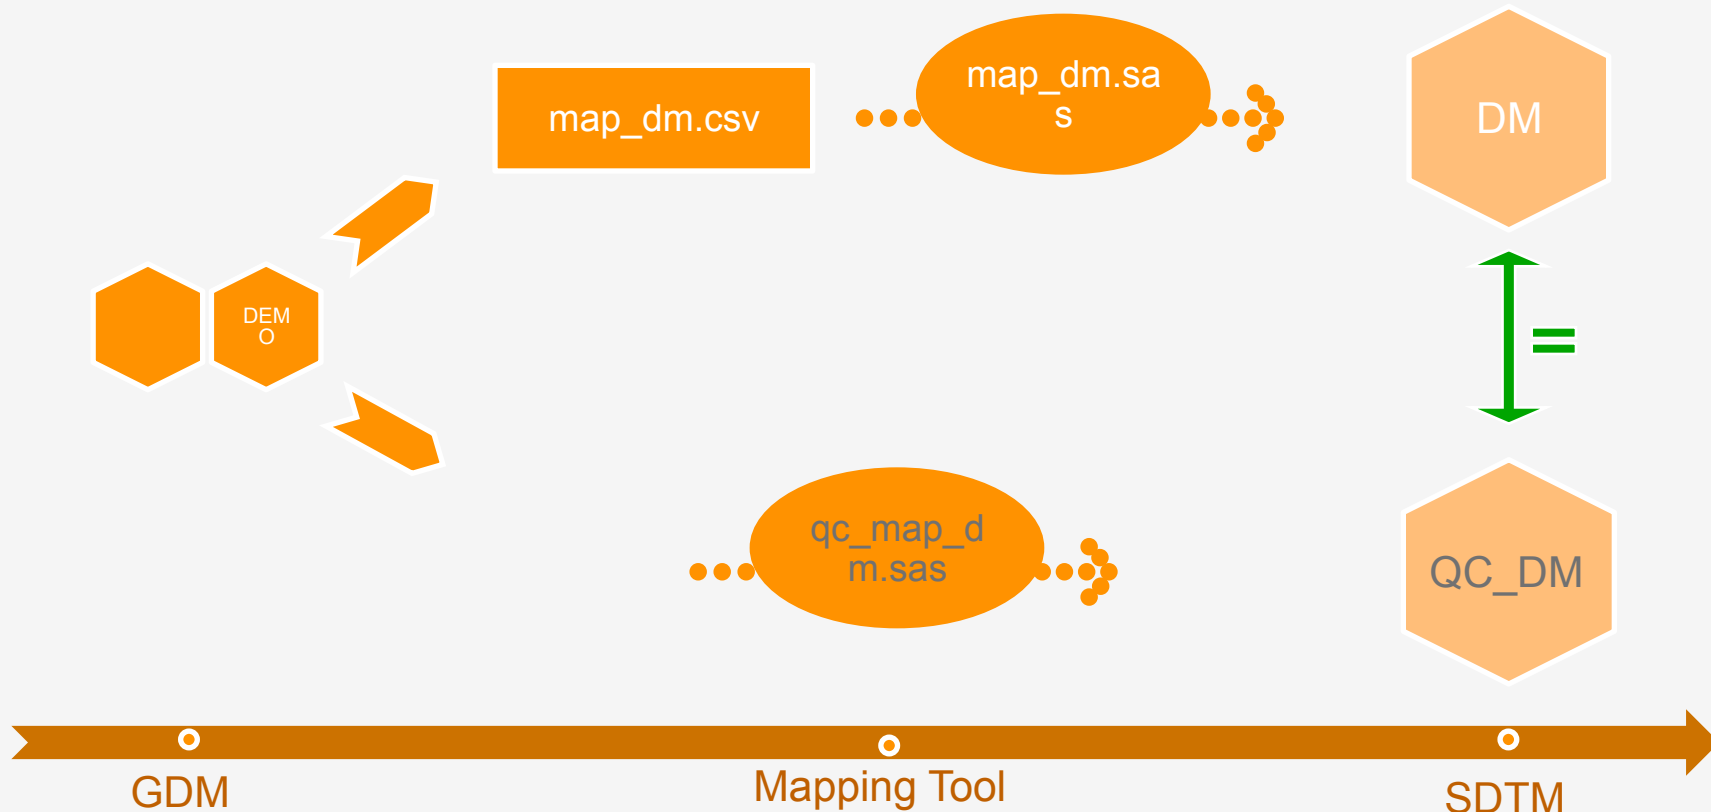 map_dm.sa
s
map_dm.csv
DM
DEM
O
=
qc_map_d
m.sas
QC_DM
GDM
Mapping Tool
SDTM